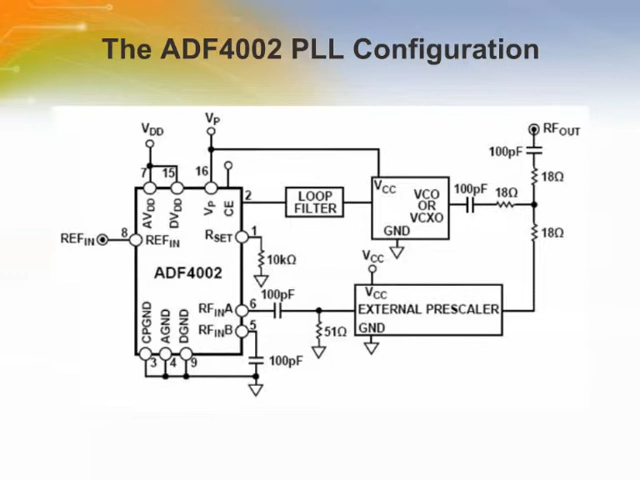 The ADF4002 PLL Configuration
VDD
VP
RFOUT
100pF
7
15
16
18Ω
AVDD
DVDD
VP
CE
2
LOOP
FILTER
VCC
VCO
OR
VCXO
GND
100pF
18Ω
REFIN
8
REFIN
RSET
1
10kΩ
18Ω
ADF4002
VCC
VCC
EXTERNAL PRESCALER
GND
RFINA
6
100pF
RFINB
5
51Ω
100pF
CPGND
AGND
DGND
3
4
9